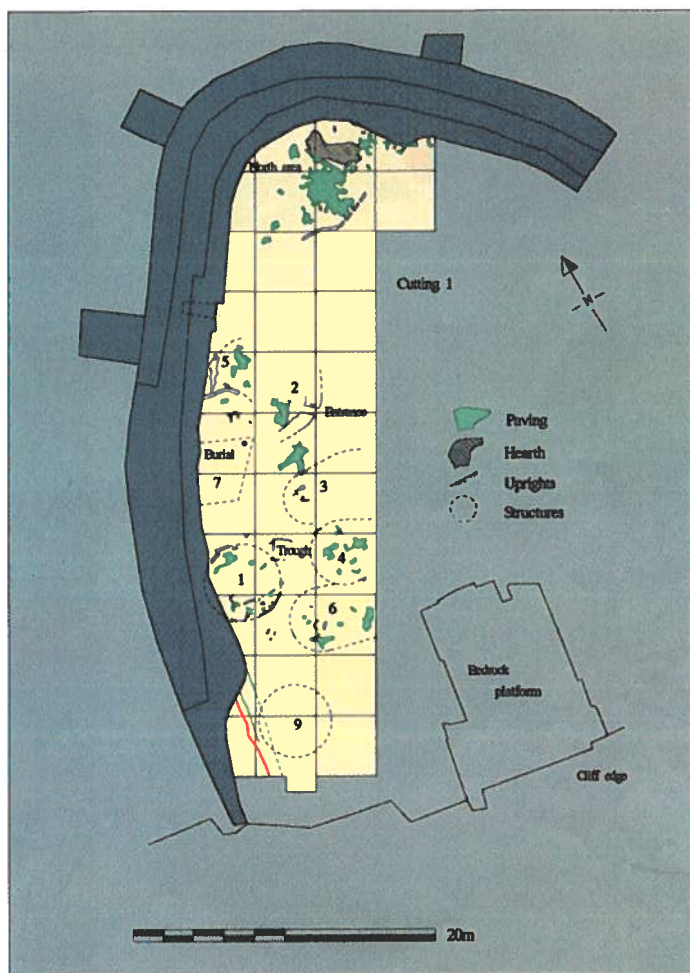 North area
Cutting 1
5
2
Entrance
Paving
Hearth
Burial
Uprights
7
3
Structures
Trough
4
1
6
Bedrock
platform
9
Cliff edge
20m